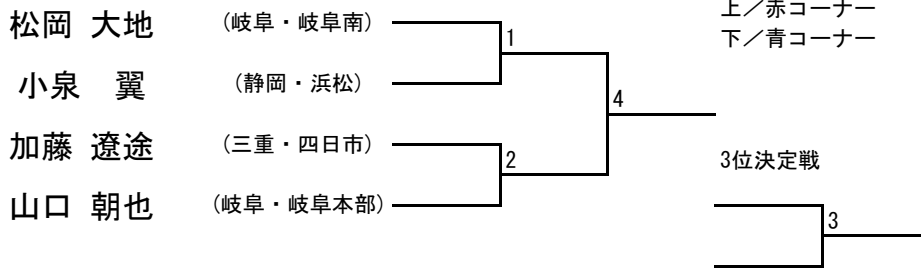 上／赤コーナー
下／青コーナー
松岡 大地 (岐阜・岐阜南)
1
小泉 翼 (静岡・浜松)
4
加藤 遼途 (三重・四日市)
2
3位決定戦
山口 朝也 (岐阜・岐阜本部)
3